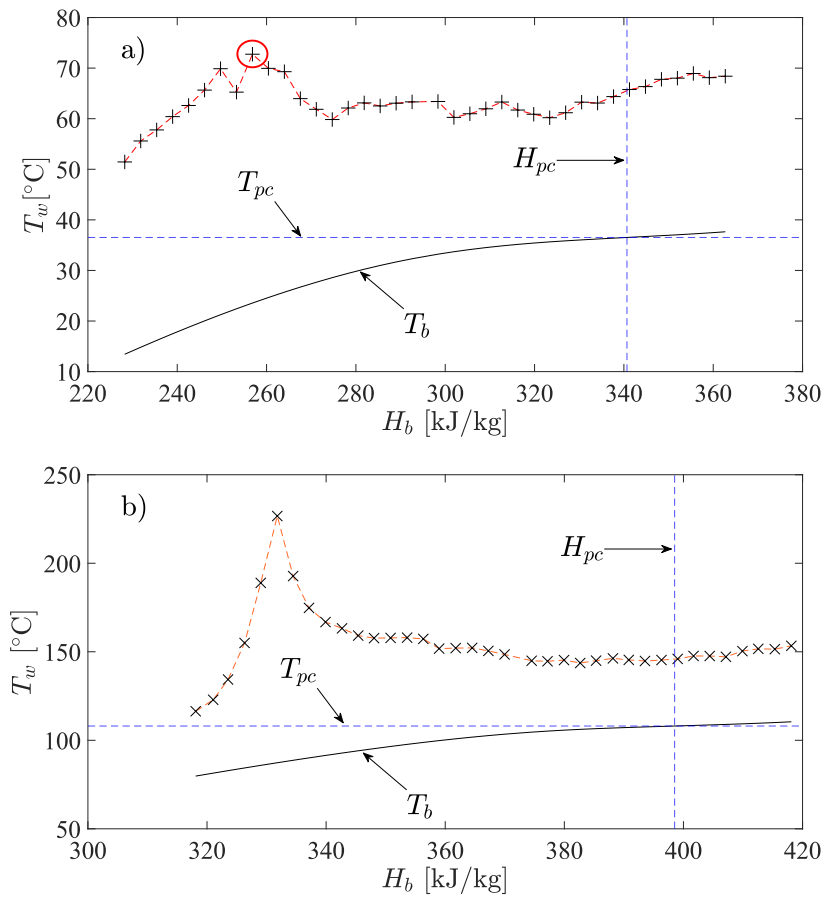 80
a)
70
60
H_pc
50
T_pc
T_w[°C]
40
30
T_b
20
10
220 240 260 280 300 320 340 360 380
H_b [kJ/kg]
250
b)
200
H_pc
150
T_pc
T_w [°C]
100
T_b
50
300 320 340 360 380 400 420
H_b [kJ/kg]